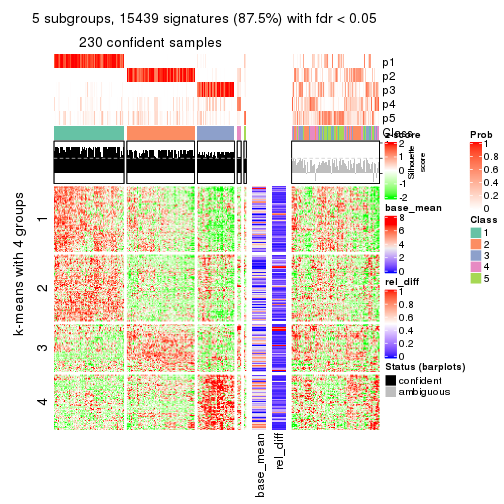 5 subgroups, 15439 signatures (87.5%) with fdr < 0.05
230 confident samples
p1
p2
p3
p4
p5
Class
z-score
2
1
0
-1
-2
Silhouette
score
base_mean
8
6
4
2
0
rel_diff
1
0.8
0.6
0.4
0.2
0
Status (barplots)
confident
ambiguous
Prob
1
0.8
0.6
0.4
0.2
0
Class
1
2
3
4
5
k-means with 4 groups
1
2
3
4
base_mean
rel_diff